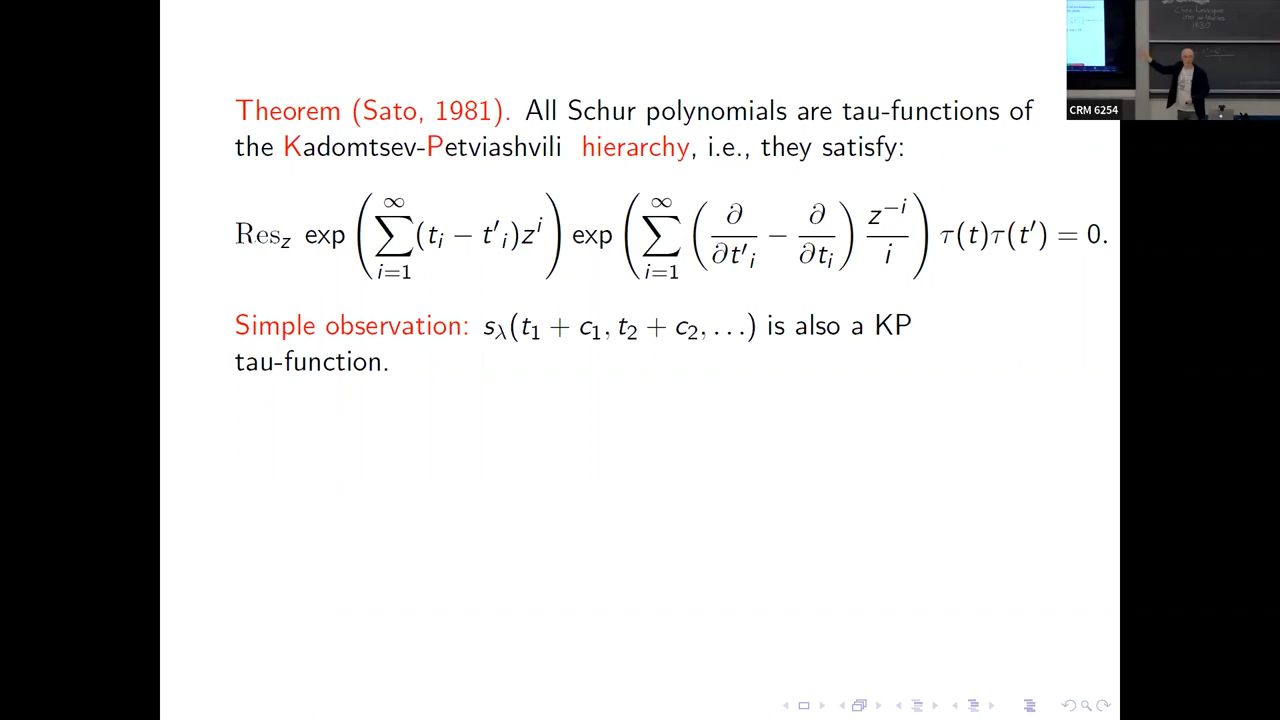 Theorem (Sato, 1981). All Schur polynomials are tau-functions of
the Kadomtsev-Petviashvili hierarchy, i.e., they satisfy:
Res_z exp ( ∑_{i=1}^{∞} (t_i − t'_i) z^i ) exp ( ∑_{i=1}^{∞} ( ∂/∂t'_i − ∂/∂t_i ) z^{−i}/i ) τ(t)τ(t') = 0.
Simple observation: s_λ(t_1 + c_1, t_2 + c_2, . . .) is also a KP
tau-function.
CRM 6254